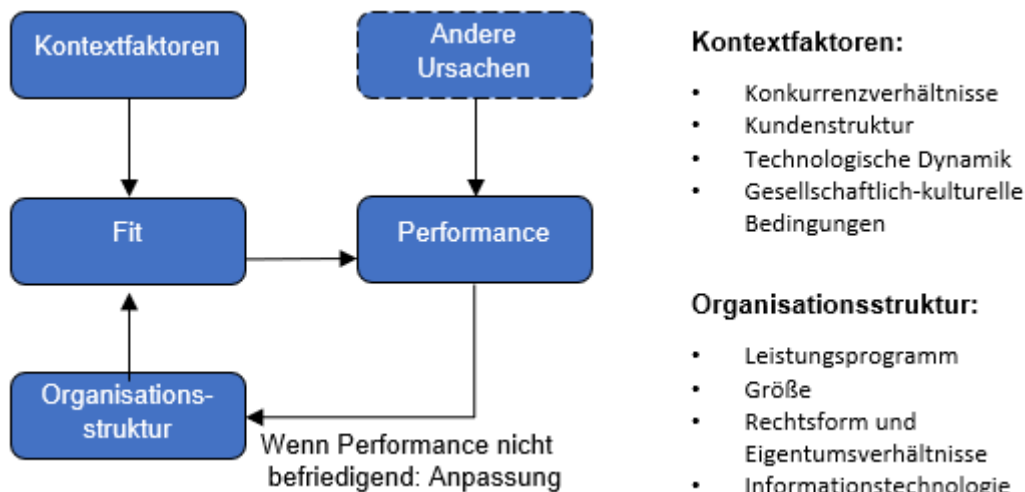 Kontextfaktoren
Andere
Ursachen
Fit
Performance
Organisations-
struktur
Wenn Performance nicht
befriedigend: Anpassung
Kontextfaktoren:
• Konkurrenzverhältnisse
• Kundenstruktur
• Technologische Dynamik
• Gesellschaftlich-kulturelle
Bedingungen
Organisationsstruktur:
• Leistungsprogramm
• Größe
• Rechtsform und
Eigentumsverhältnisse
• Informationstechnologie